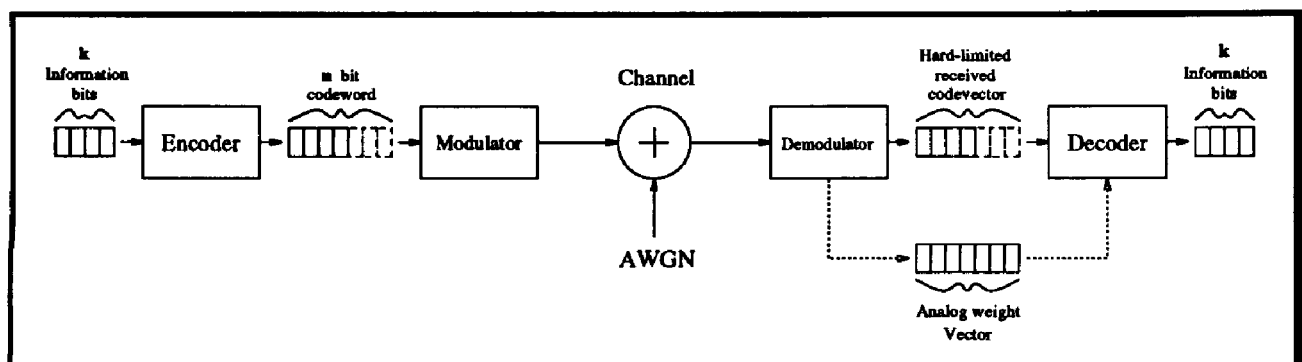 k
Information
bits
Encoder
n bit
codeword
Modulator
Channel
+
AWGN
Demodulator
Hard-limited
received
codevector
Analog weight
Vector
Decoder
k
Information
bits